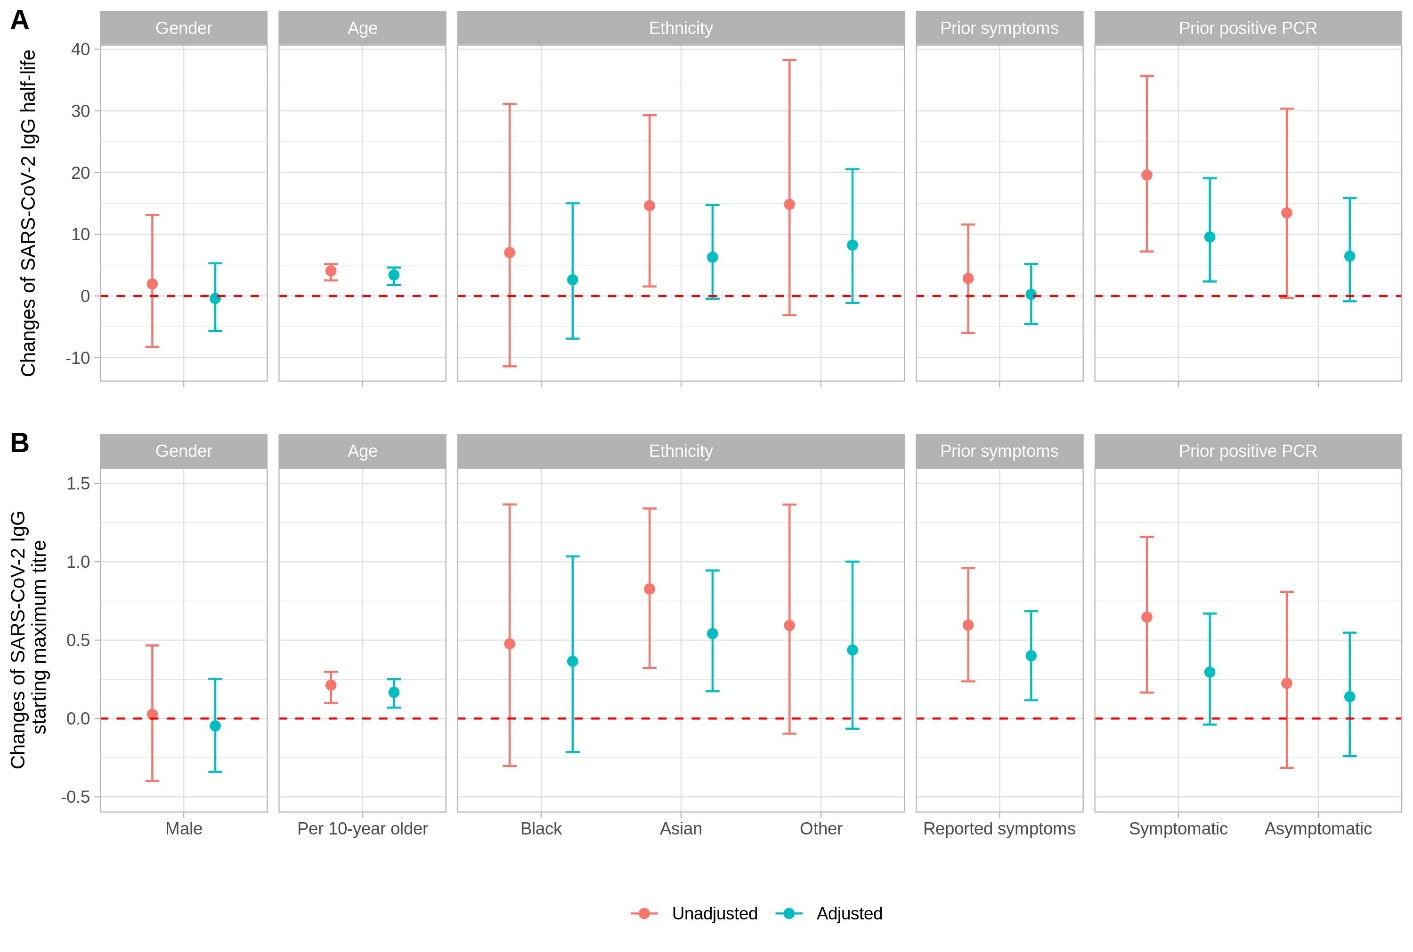 A
Gender
Age
Ethnicity
Prior symptoms
Prior positive PCR
Changes of SARS-CoV-2 IgG half-life
40
30
20
10
0
-10
B
Gender
Age
Ethnicity
Prior symptoms
Prior positive PCR
Changes of SARS-CoV-2 IgG
starting maximum titre
1.5
1.0
0.5
0.0
-0.5
Male
Per 10-year older
Black
Asian
Other
Reported symptoms
Symptomatic
Asymptomatic
Unadjusted
Adjusted